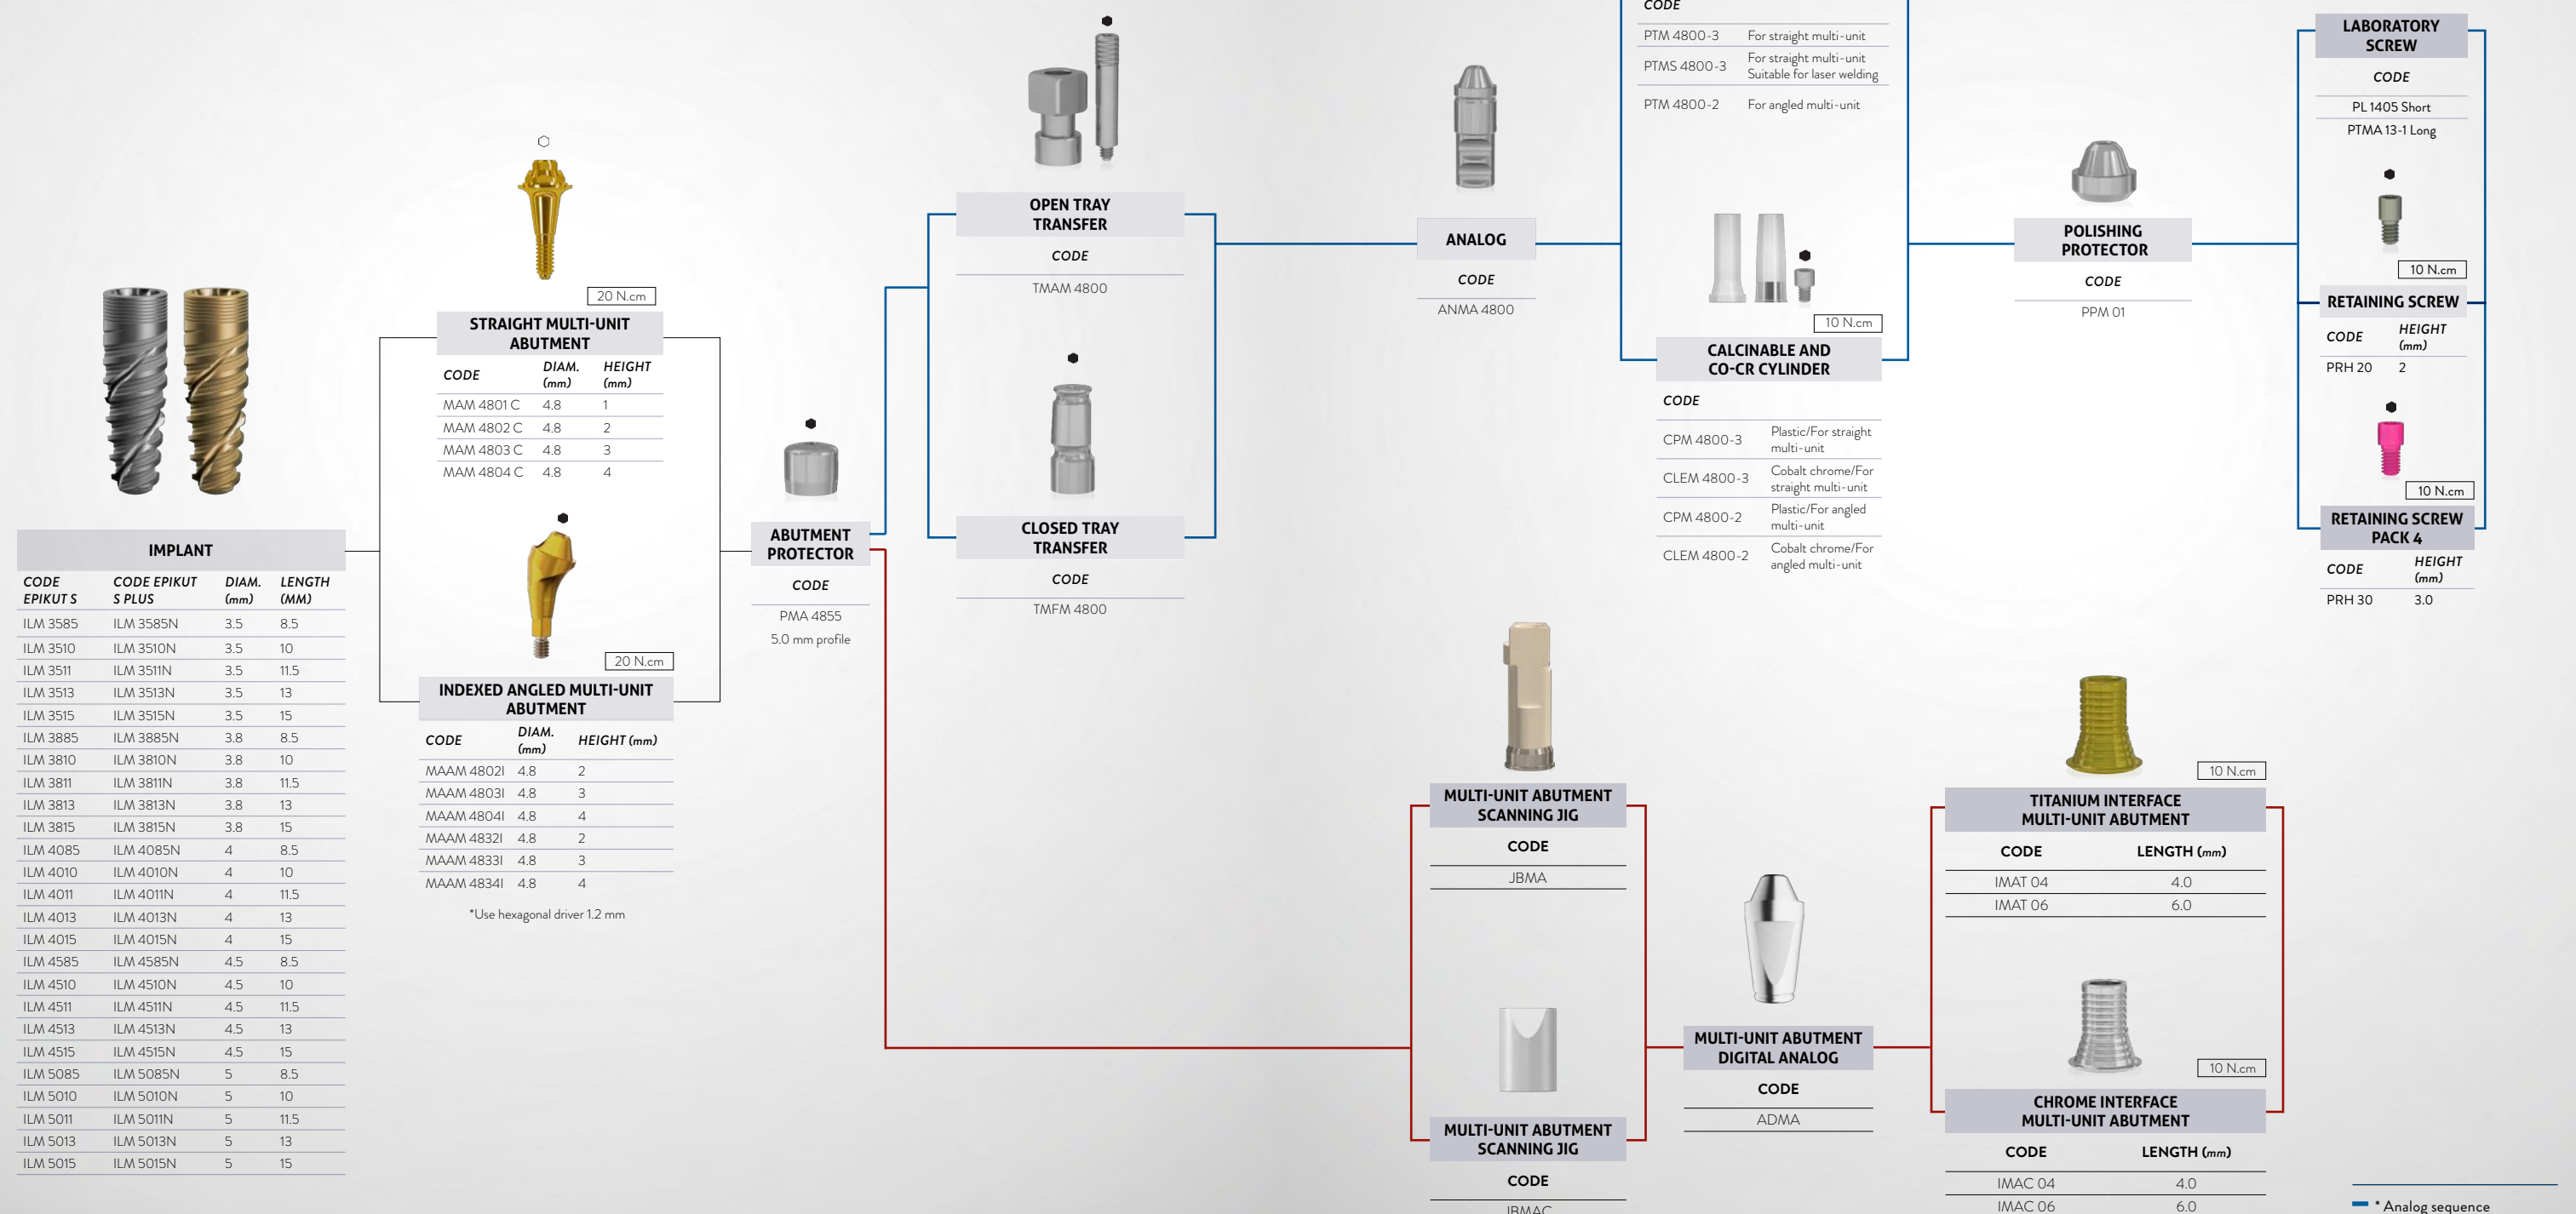 IMPLANT
CODE EPIKUT S CODE EPIKUT S PLUS DIAM. (mm) LENGTH (MM)
ILM 3585 ILM 3585N 3.5 8.5
ILM 3510 ILM 3510N 3.5 10
ILM 3511 ILM 3511N 3.5 11.5
ILM 3513 ILM 3513N 3.5 13
ILM 3515 ILM 3515N 3.5 15
ILM 3885 ILM 3885N 3.8 8.5
ILM 3810 ILM 3810N 3.8 10
ILM 3811 ILM 3811N 3.8 11.5
ILM 3813 ILM 3813N 3.8 13
ILM 3815 ILM 3815N 3.8 15
ILM 4085 ILM 4085N 4 8.5
ILM 4010 ILM 4010N 4 10
ILM 4011 ILM 4011N 4 11.5
ILM 4013 ILM 4013N 4 13
ILM 4015 ILM 4015N 4 15
ILM 4585 ILM 4585N 4.5 8.5
ILM 4510 ILM 4510N 4.5 10
ILM 4511 ILM 4511N 4.5 11.5
ILM 4513 ILM 4513N 4.5 13
ILM 4515 ILM 4515N 4.5 15
ILM 5085 ILM 5085N 5 8.5
ILM 5010 ILM 5010N 5 10
ILM 5011 ILM 5011N 5 11.5
ILM 5013 ILM 5013N 5 13
ILM 5015 ILM 5015N 5 15
20 N.cm
STRAIGHT MULTI-UNIT
ABUTMENT
CODE DIAM. (mm) HEIGHT (mm)
MAM 4801 C 4.8 1
MAM 4802 C 4.8 2
MAM 4803 C 4.8 3
MAM 4804 C 4.8 4
20 N.cm
INDEXED ANGLED MULTI-UNIT
ABUTMENT
CODE DIAM. (mm) HEIGHT (mm)
MAAM 4802I 4.8 2
MAAM 4803I 4.8 3
MAAM 4804I 4.8 4
MAAM 4832I 4.8 2
MAAM 4833I 4.8 3
MAAM 4834I 4.8 4
*Use hexagonal driver 1.2 mm
ABUTMENT
PROTECTOR
CODE
PMA 4855
5.0 mm profile
OPEN TRAY
TRANSFER
CODE
TMAM 4800
CLOSED TRAY
TRANSFER
CODE
TMFM 4800
ANALOG
CODE
ANMA 4800
CODE
PTM 4800-3 For straight multi-unit
PTMS 4800-3 For straight multi-unit
Suitable for laser welding
PTM 4800-2 For angled multi-unit
10 N.cm
CALCINABLE AND
CO-CR CYLINDER
CODE
CPM 4800-3 Plastic/For straight
multi-unit
CLEM 4800-3 Cobalt chrome/For
straight multi-unit
CPM 4800-2 Plastic/For angled
multi-unit
CLEM 4800-2 Cobalt chrome/For
angled multi-unit
POLISHING
PROTECTOR
CODE
PPM 01
LABORATORY
SCREW
CODE
PL 1405 Short
PTMA 13-1 Long
10 N.cm
RETAINING SCREW
CODE HEIGHT (mm)
PRH 20 2
10 N.cm
RETAINING SCREW
PACK 4
CODE HEIGHT (mm)
PRH 30 3.0
MULTI-UNIT ABUTMENT
SCANNING JIG
CODE
JBMA
MULTI-UNIT ABUTMENT
SCANNING JIG
CODE
JBMAC
MULTI-UNIT ABUTMENT
DIGITAL ANALOG
CODE
ADMA
10 N.cm
TITANIUM INTERFACE
MULTI-UNIT ABUTMENT
CODE LENGTH (mm)
IMAT 04 4.0
IMAT 06 6.0
10 N.cm
CHROME INTERFACE
MULTI-UNIT ABUTMENT
CODE LENGTH (mm)
IMAC 04 4.0
IMAC 06 6.0
* Analog sequence